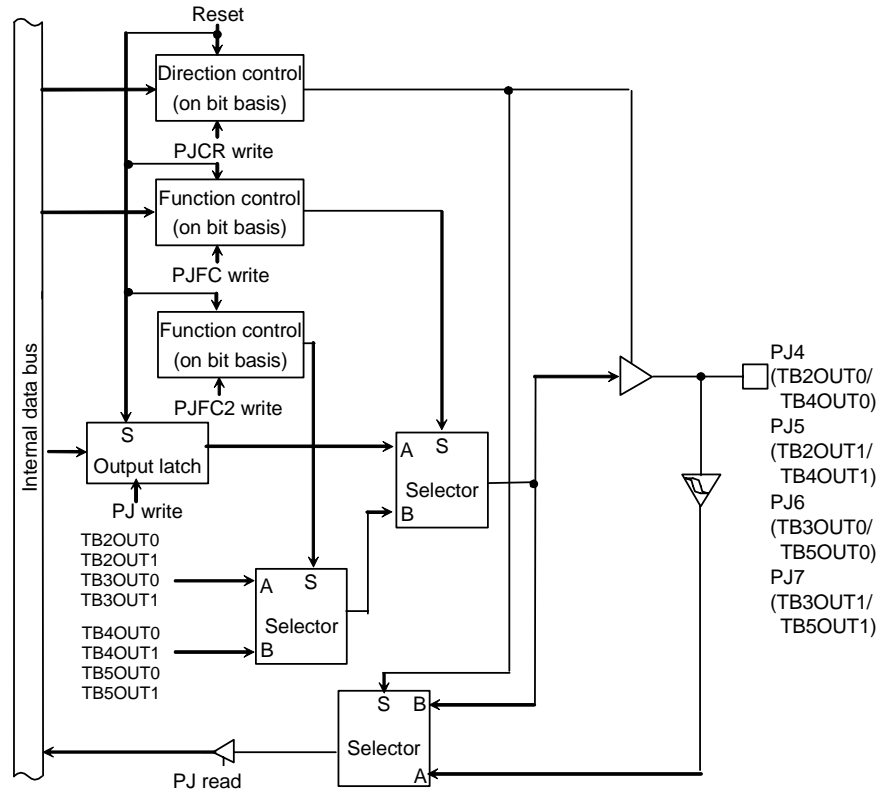 Reset
Direction control
(on bit basis)
PJCR write
Function control
(on bit basis)
PJFC write
Function control
(on bit basis)
PJFC2 write
Internal data bus
S
Output latch
PJ write
A
S
Selector
B
TB2OUT0
TB2OUT1
TB3OUT0
TB3OUT1
TB4OUT0
TB4OUT1
TB5OUT0
TB5OUT1
A
S
Selector
B
S
B
Selector
A
PJ read
PJ4
(TB2OUT0/
TB4OUT0)
PJ5
(TB2OUT1/
TB4OUT1)
PJ6
(TB3OUT0/
TB5OUT0)
PJ7
(TB3OUT1/
TB5OUT1)